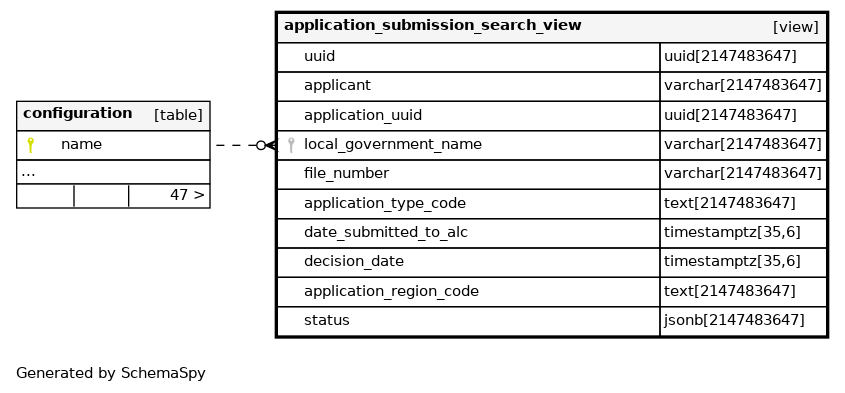 application_submission_search_view [view]
uuid uuid[2147483647]
applicant varchar[2147483647]
application_uuid uuid[2147483647]
local_government_name varchar[2147483647]
file_number varchar[2147483647]
application_type_code text[2147483647]
date_submitted_to_alc timestamptz[35,6]
decision_date timestamptz[35,6]
application_region_code text[2147483647]
status jsonb[2147483647]
configuration [table]
name
...
47 >
Generated by SchemaSpy